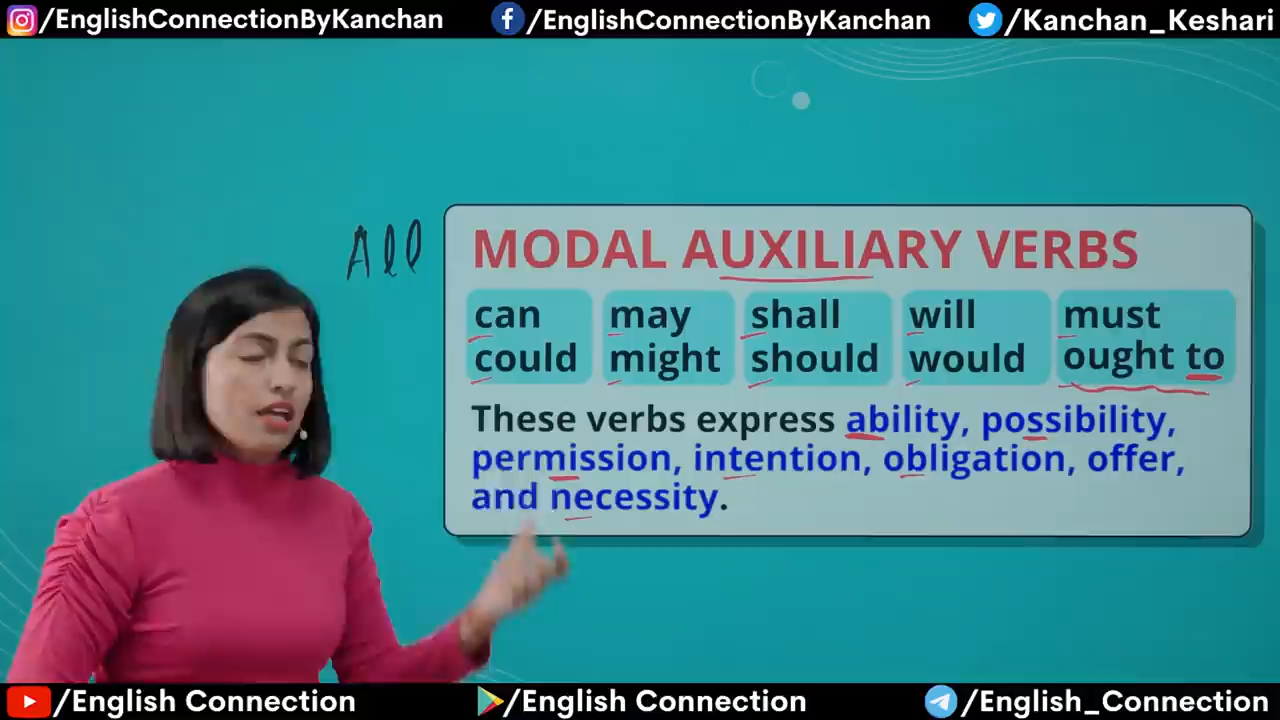 /EnglishConnectionByKanchan /EnglishConnectionByKanchan /Kanchan_Keshari
All
MODAL AUXILIARY VERBS
can may shall will must
could might should would ought to
These verbs express ability, possibility,
permission, intention, obligation, offer,
and necessity.
/English Connection /English Connection /English_Connection